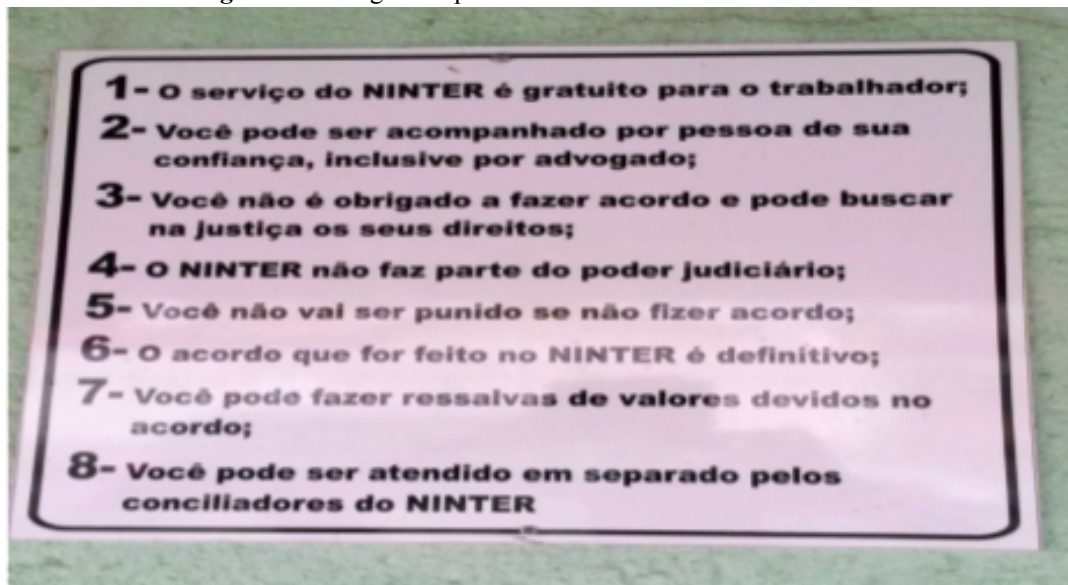 1- O serviço do NINTER é gratuito para o trabalhador;
2- Você pode ser acompanhado por pessoa de sua
confiança, inclusive por advogado;
3- Você não é obrigado a fazer acordo e pode buscar
na justiça os seus direitos;
4- O NINTER não faz parte do poder judiciário;
5- Você não vai ser punido se não fizer acordo;
6- O acordo que for feito no NINTER é definitivo;
7- Você pode fazer ressalvas de valores devidos no
acordo;
8- Você pode ser atendido em separado pelos
conciliadores do NINTER